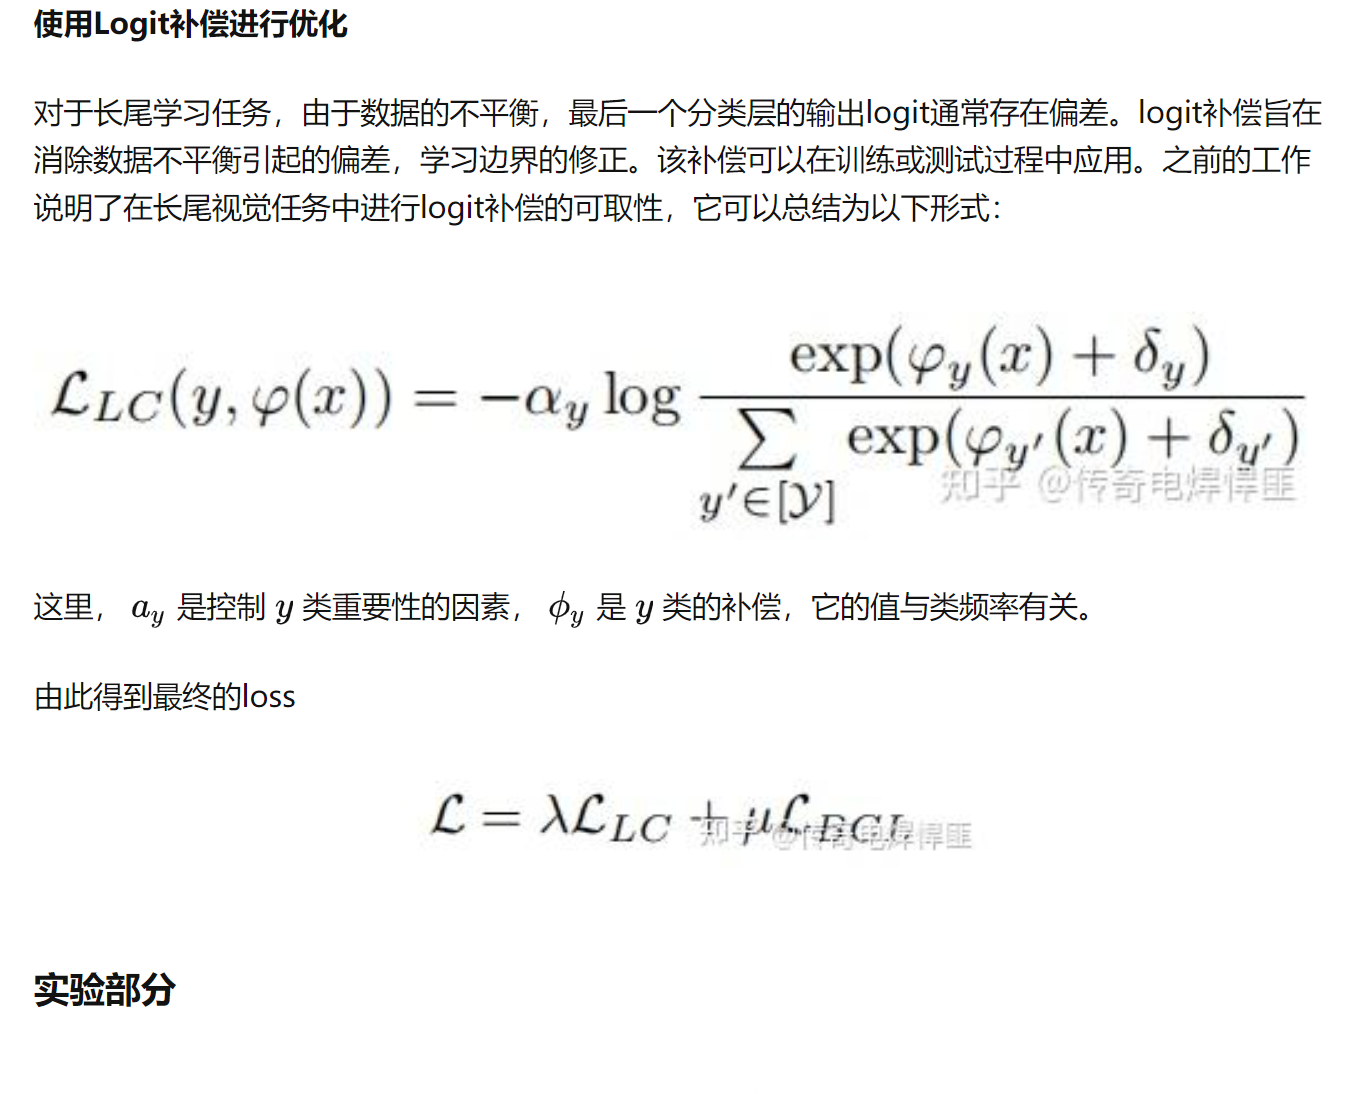 使用Logit补偿进行优化
对于长尾学习任务，由于数据的不平衡，最后一个分类层的输出logit通常存在偏差。logit补偿旨在
消除数据不平衡引起的偏差，学习边界的修正。该补偿可以在训练或测试过程中应用。之前的工作
说明了在长尾视觉任务中进行logit补偿的可取性，它可以总结为以下形式：
\mathcal{L}_{LC}(y, \varphi(x)) = -\alpha_y \log \frac{\exp(\varphi_y(x) + \delta_y)}{\sum_{y' \in [\mathcal{Y}]} \exp(\varphi_{y'}(x) + \delta_{y'})}
知乎 @传奇电焊悍匪
这里， a_y 是控制 y 类重要性的因素， ϕ_y 是 y 类的补偿，它的值与类频率有关。
由此得到最终的loss
\mathcal{L} = \lambda \mathcal{L}_{LC} + \mu \mathcal{L}_{BCL}
知乎 @传奇电焊悍匪
实验部分